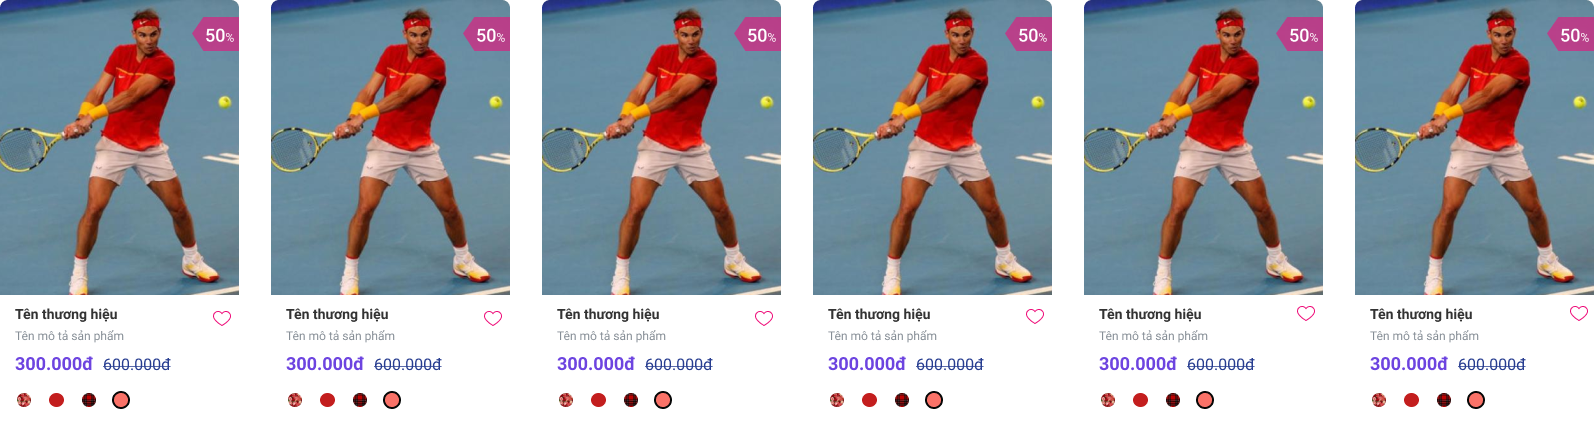 50%
50%
50%
50%
50%
50%
Tên thương hiệu
Tên mô tả sản phẩm
300.000đ 600.000đ
Tên thương hiệu
Tên mô tả sản phẩm
300.000đ 600.000đ
Tên thương hiệu
Tên mô tả sản phẩm
300.000đ 600.000đ
Tên thương hiệu
Tên mô tả sản phẩm
300.000đ 600.000đ
Tên thương hiệu
Tên mô tả sản phẩm
300.000đ 600.000đ
Tên thương hiệu
Tên mô tả sản phẩm
300.000đ 600.000đ